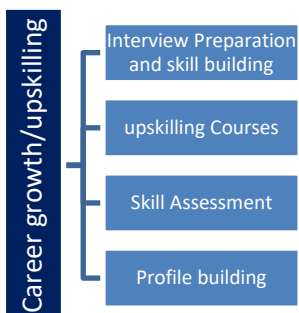 Career growth/upskilling
Interview Preparation
and skill building
upskilling Courses
Skill Assessment
Profile building